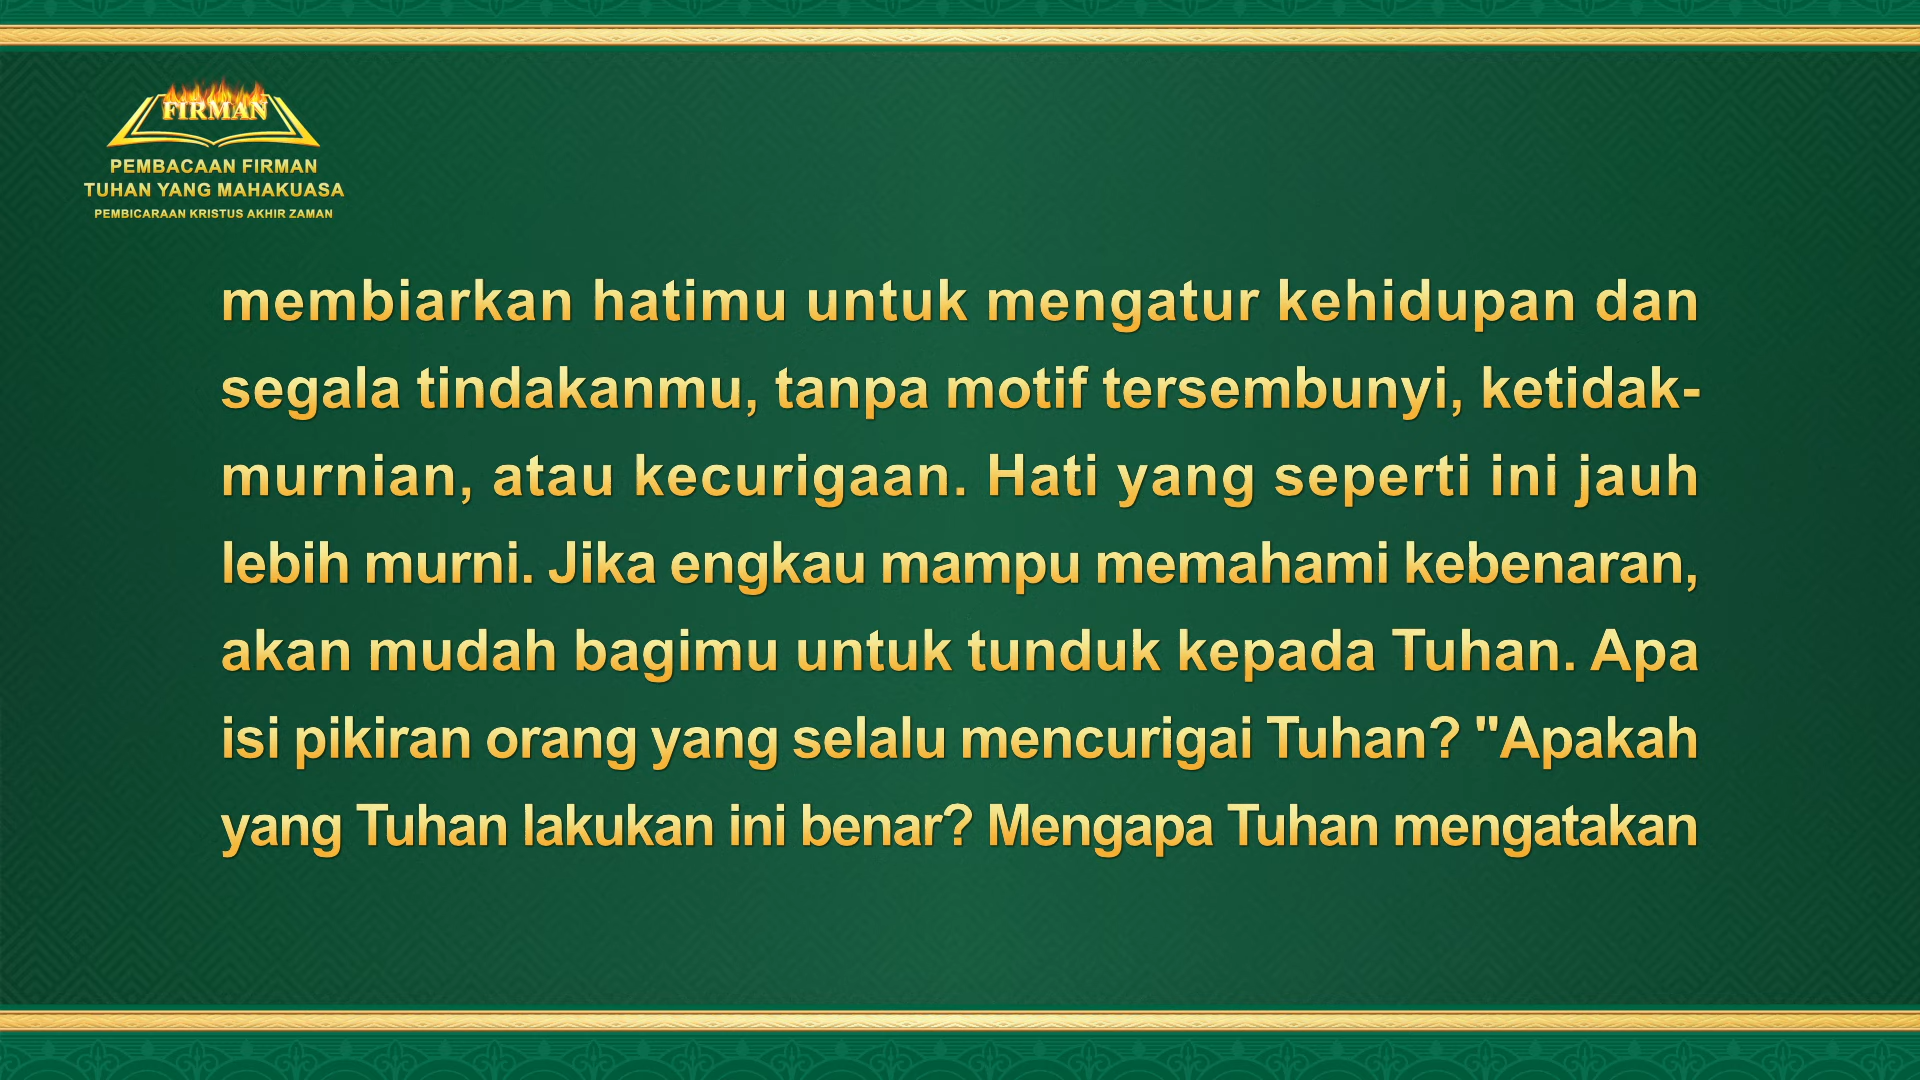 FIRMAN
PEMBACAAN FIRMAN
TUHAN YANG MAHAKUASA
PEMBICARAAN KRISTUS AKHIR ZAMAN
membiarkan hatimu untuk mengatur kehidupan dan
segala tindakanmu, tanpa motif tersembunyi, ketidak-
murnian, atau kecurigaan. Hati yang seperti ini jauh
lebih murni. Jika engkau mampu memahami kebenaran,
akan mudah bagimu untuk tunduk kepada Tuhan. Apa
isi pikiran orang yang selalu mencurigai Tuhan? "Apakah
yang Tuhan lakukan ini benar? Mengapa Tuhan mengatakan